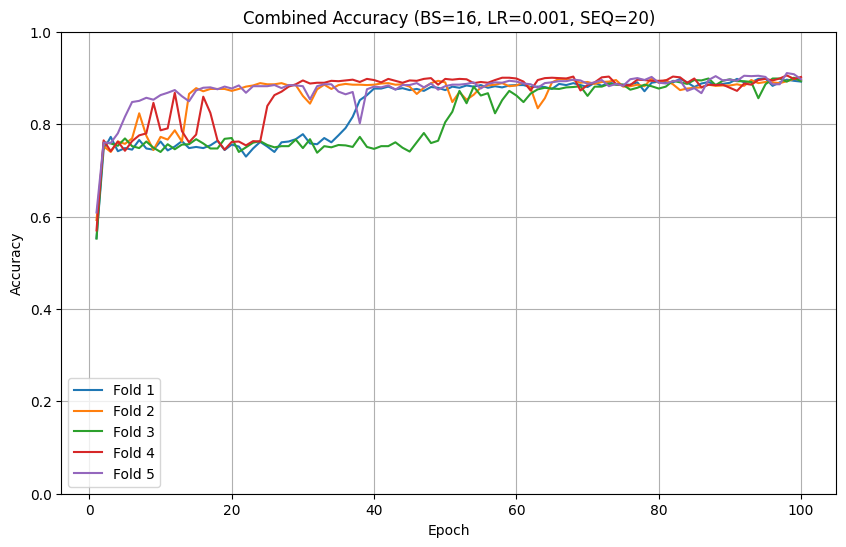 Combined Accuracy (BS=16, LR=0.001, SEQ=20)
1.0
0.8
0.6
0.4
0.2
0.0
Accuracy
Fold 1
Fold 2
Fold 3
Fold 4
Fold 5
0 20 40 60 80 100
Epoch